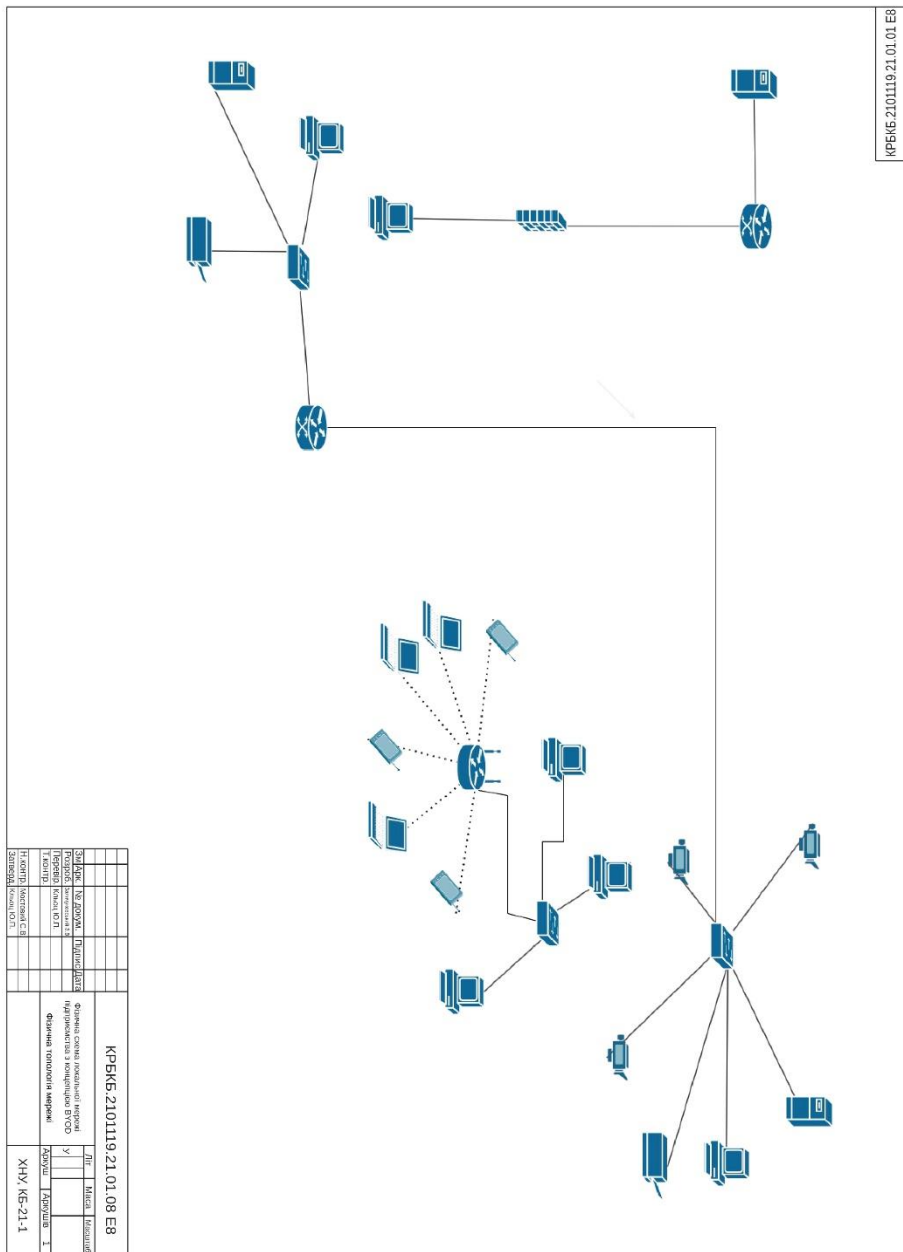 КРБКБ.2101119.21.01.01 Е8
КРБКБ.2101119.21.01.08 Е8
Зм.
Арк.
№ докум.
Підпис
Дата
Розроб.
Перевір.
Кльоц Ю.П.
Т.контр.
Н.контр.
Мостовий С.В.
Затверд.
Кльоц Ю.П.
Фізична схема локальної мережі
підприємства з концепцією BYOD
Фізична топологія мережі
Літ
Маса
Масштаб
У
Аркуш
Аркушів 1
ХНУ, КБ-21-1